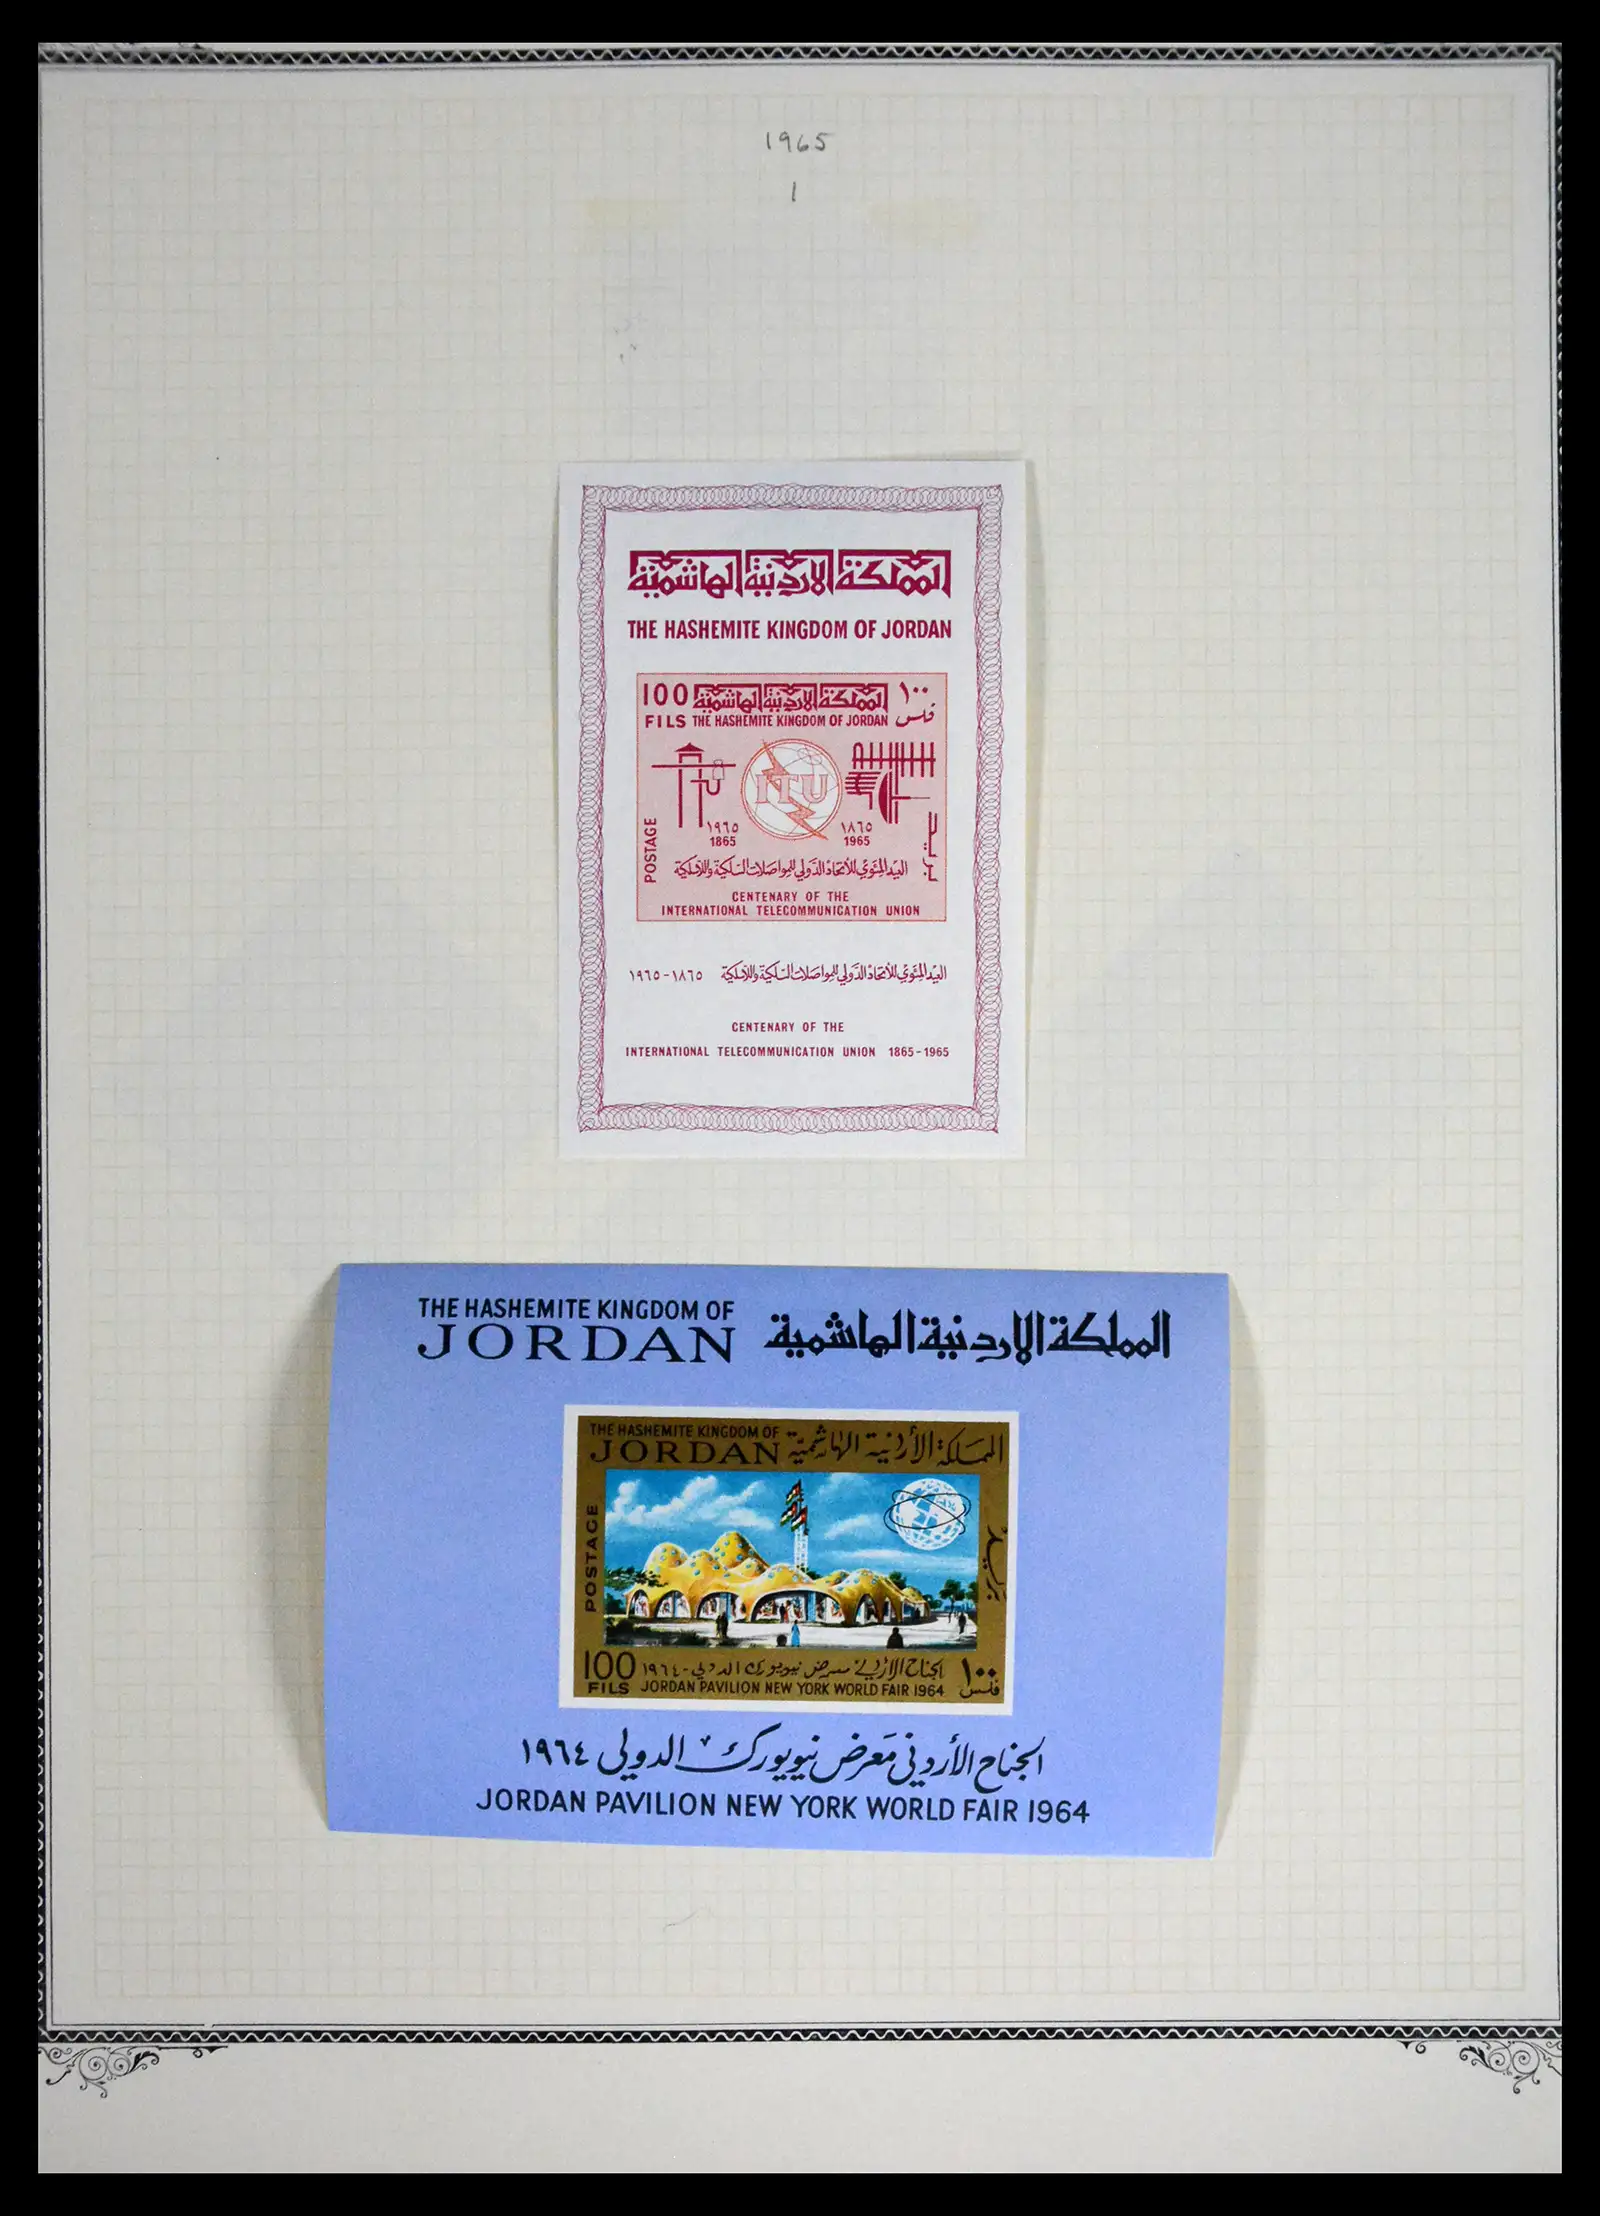 1965
1
المملكة الاردنية الهاشمية
THE HASHEMITE KINGDOM OF JORDAN
100 المملكة الاردنية الهاشمية ١٠٠
FILS THE HASHEMITE KINGDOM OF JORDAN فلس
ITU
١٩٦٥ ١٨٦٥
1865 1965
POSTAGE
بريد
العيد المئوي للاتحاد الدولي للمواصلات السلكية واللاسلكية
CENTENARY OF THE
INTERNATIONAL TELECOMMUNICATION UNION
العيد المئوي للاتحاد الدولي للمواصلات السلكية واللاسلكية ١٨٦٥-١٩٦٥
CENTENARY OF THE
INTERNATIONAL TELECOMMUNICATION UNION 1865-1965
THE HASHEMITE KINGDOM OF
JORDAN المملكة الاردنية الهاشمية
THE HASHEMITE KINGDOM OF
JORDAN المملكة الأردنية الهاشمية
POSTAGE
بريد
100 الجناح الأردني معرض نيويورك الدولي-١٩٦٤ ١٠٠
FILS JORDAN PAVILION NEW YORK WORLD FAIR 1964 فلس
الجناح الأردني معرض نيويورك الدولي ١٩٦٤
JORDAN PAVILION NEW YORK WORLD FAIR 1964